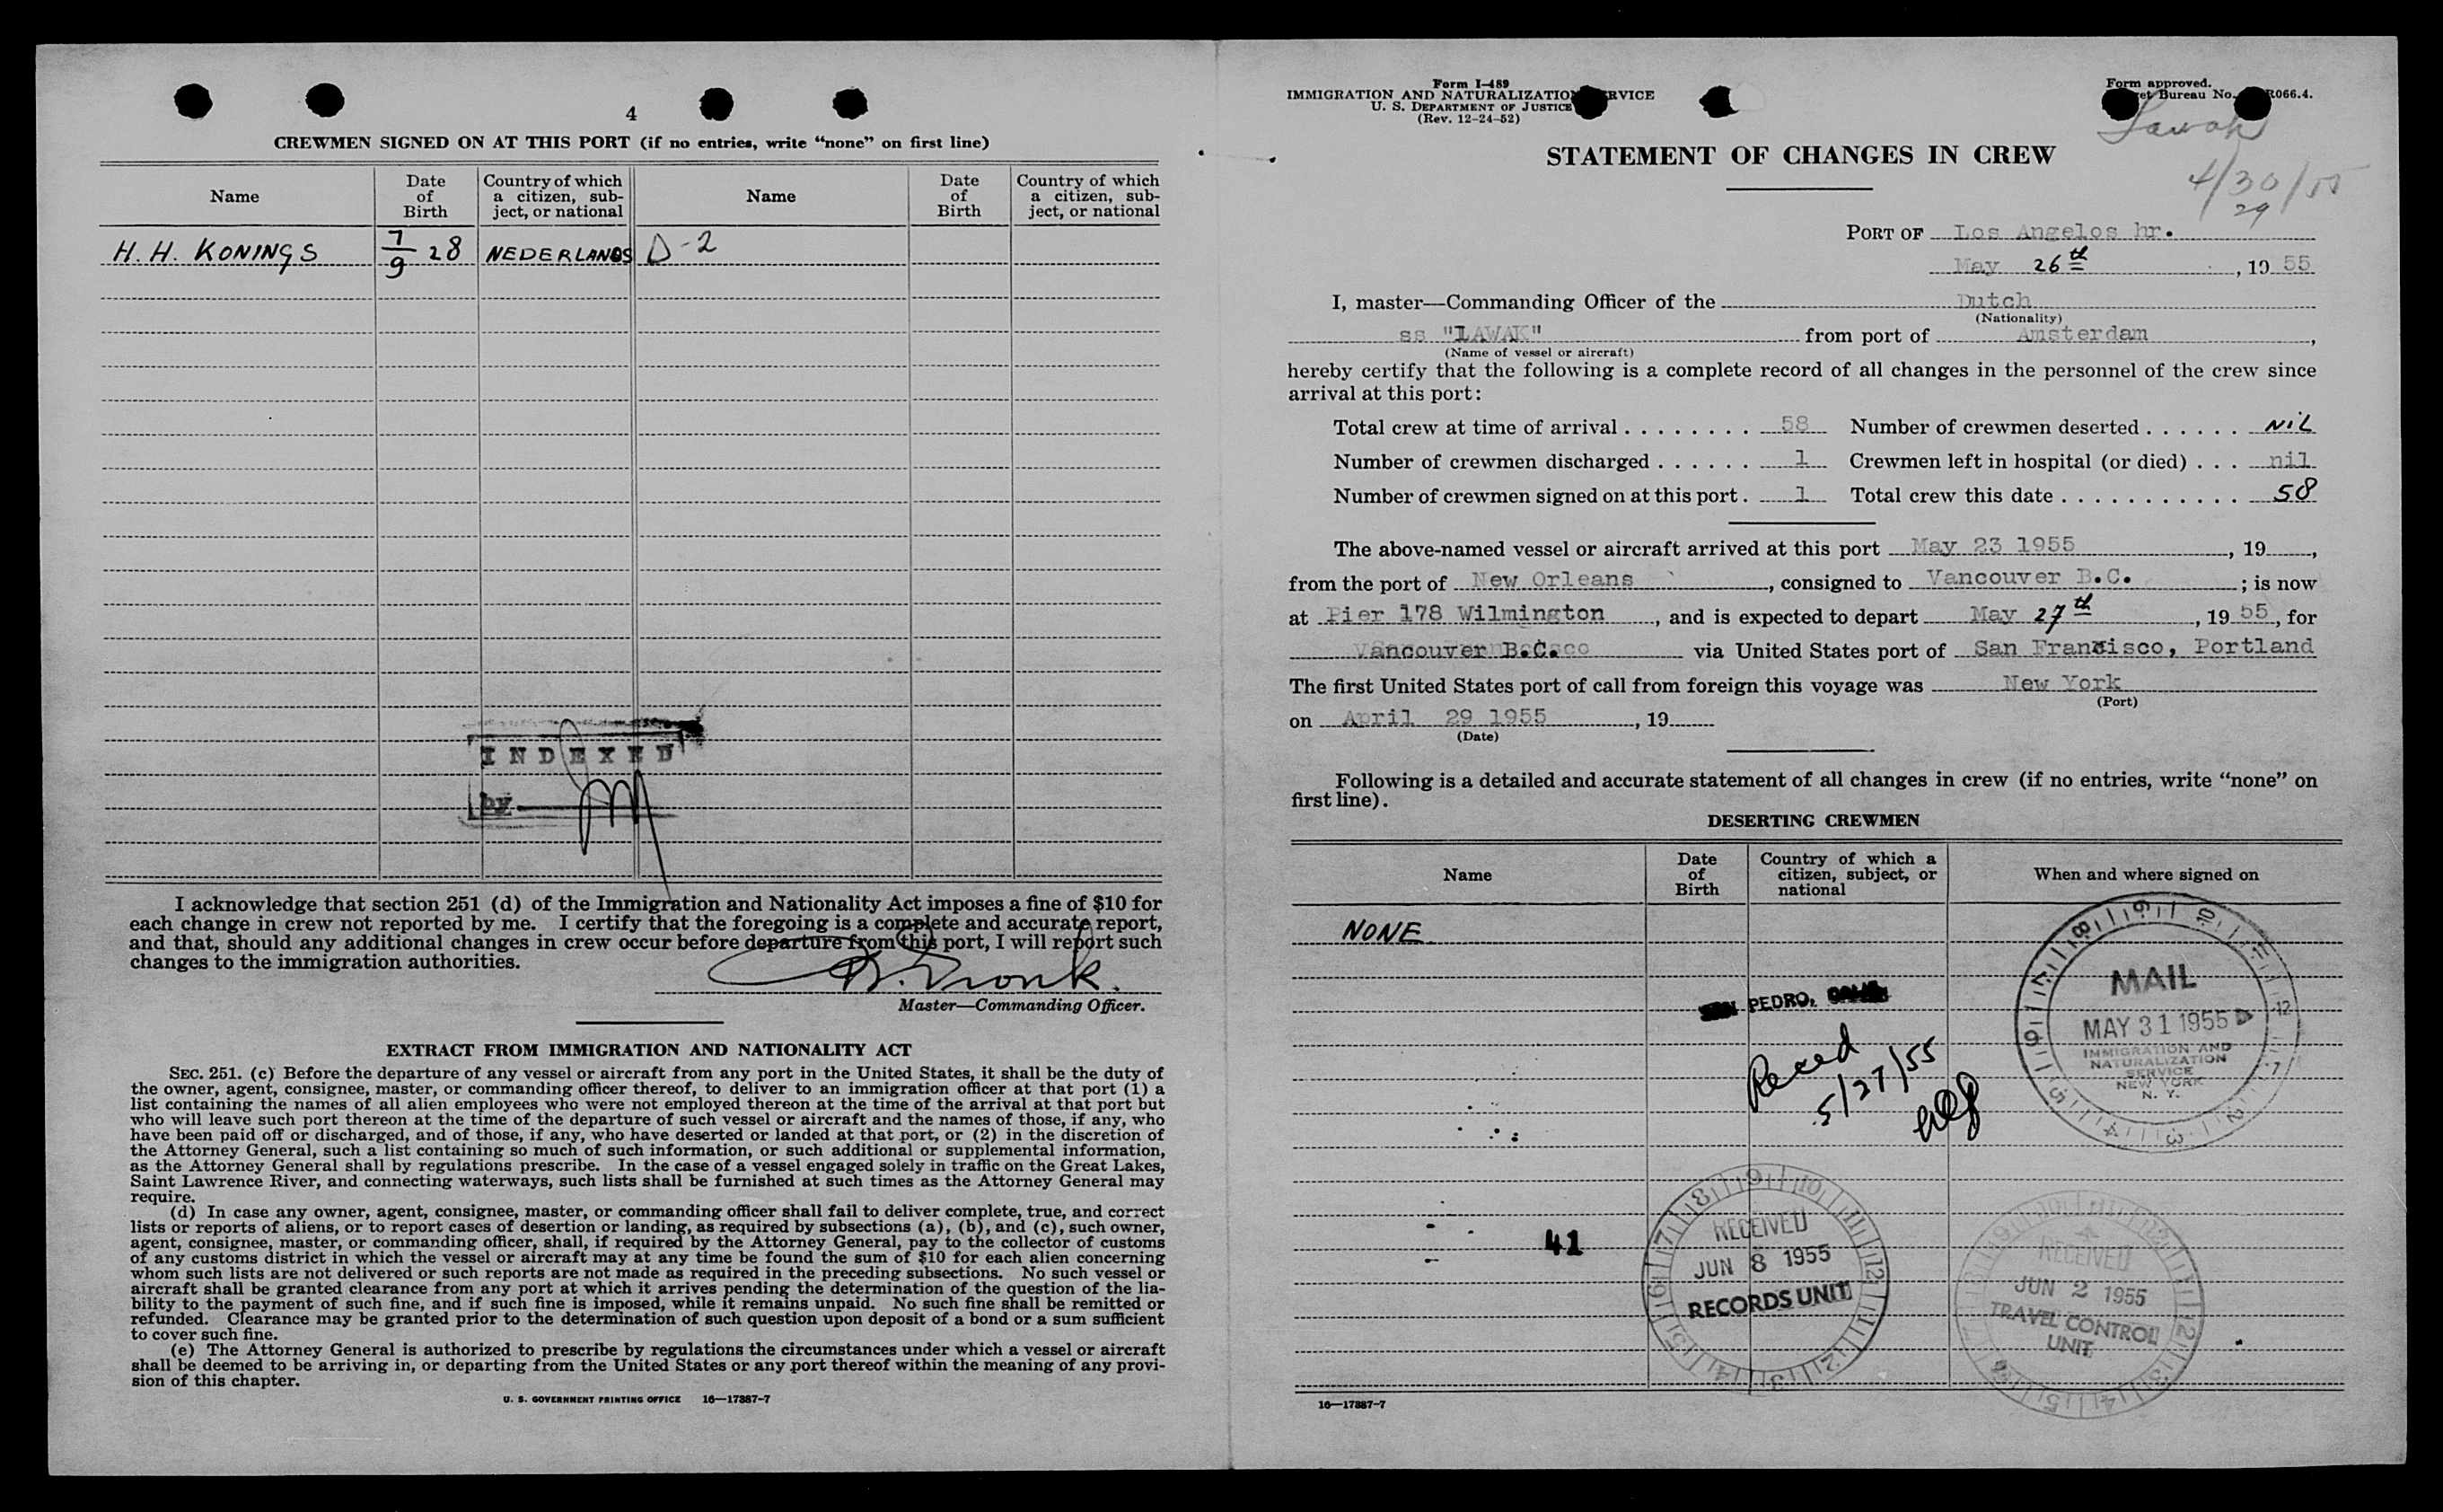 4
CREWMEN SIGNED ON AT THIS PORT (if no entries, write “none” on first line)
Name
Date of Birth
Country of which a citizen, subject, or national
Name
Date of Birth
Country of which a citizen, subject, or national
H. H. KONINGS 7/9 28 NEDERLANDS D-2
INDEXED
by
I acknowledge that section 251 (d) of the Immigration and Nationality Act imposes a fine of $10 for
each change in crew not reported by me. I certify that the foregoing is a complete and accurate report,
and that, should any additional changes in crew occur before departure from this port, I will report such
changes to the immigration authorities.
Master—Commanding Officer.
EXTRACT FROM IMMIGRATION AND NATIONALITY ACT
SEC. 251. (c) Before the departure of any vessel or aircraft from any port in the United States, it shall be the duty of
the owner, agent, consignee, master, or commanding officer thereof, to deliver to an immigration officer at that port (1) a
list containing the names of all alien employees who were not employed thereon at the time of the arrival at that port but
who will leave such port thereon at the time of the departure of such vessel or aircraft and the names of those, if any, who
have been paid off or discharged, and of those, if any, who have deserted or landed at that port, or (2) in the discretion of
the Attorney General, such a list containing so much of such information, or such additional or supplemental information,
as the Attorney General shall by regulations prescribe. In the case of a vessel engaged solely in traffic on the Great Lakes,
Saint Lawrence River, and connecting waterways, such lists shall be furnished at such times as the Attorney General may
require.
(d) In case any owner, agent, consignee, master, or commanding officer shall fail to deliver complete, true, and correct
lists or reports of aliens, or to report cases of desertion or landing, as required by subsections (a), (b), and (c), such owner,
agent, consignee, master, or commanding officer, shall, if required by the Attorney General, pay to the collector of customs
of any customs district in which the vessel or aircraft may at any time be found the sum of $10 for each alien concerning
whom such lists are not delivered or such reports are not made as required in the preceding subsections. No such vessel or
aircraft shall be granted clearance from any port at which it arrives pending the determination of the question of the lia-
bility to the payment of such fine, and if such fine is imposed, while it remains unpaid. No such fine shall be remitted or
refunded. Clearance may be granted prior to the determination of such question upon deposit of a bond or a sum sufficient
to cover such fine.
(e) The Attorney General is authorized to prescribe by regulations the circumstances under which a vessel or aircraft
shall be deemed to be arriving in, or departing from the United States or any port thereof within the meaning of any provi-
sion of this chapter.
U. S. GOVERNMENT PRINTING OFFICE 16—17887-7
Form I-489
IMMIGRATION AND NATURALIZATION SERVICE
U. S. DEPARTMENT OF JUSTICE
(Rev. 12-24-52)
Form approved.
Bureau No. R066.4.
Lawak
4/30/55
29
STATEMENT OF CHANGES IN CREW
PORT OF Los Angelos hr.
May 26th, 19 55
I, master—Commanding Officer of the Dutch
(Nationality)
ss "LAWAK" from port of Amsterdam,
(Name of vessel or aircraft)
hereby certify that the following is a complete record of all changes in the personnel of the crew since
arrival at this port:
Total crew at time of arrival 58 Number of crewmen deserted NiL
Number of crewmen discharged 1 Crewmen left in hospital (or died) nil
Number of crewmen signed on at this port. 1 Total crew this date 58
The above-named vessel or aircraft arrived at this port May 23 1955, 19,
from the port of New Orleans, consigned to Vancouver B.C.; is now
at Pier 178 Wilmington, and is expected to depart May 27th, 19 55, for
Vancouver B.C. via United States port of San Francisco, Portland
The first United States port of call from foreign this voyage was New York
(Port)
on April 29 1955, 19
(Date)
Following is a detailed and accurate statement of all changes in crew (if no entries, write “none” on
first line).
DESERTING CREWMEN
Name
Date of Birth
Country of which a citizen, subject, or national
When and where signed on
NONE
PEDRO,
Reced
5/27/55
MAIL
MAY 31 1955
IMMIGRATION AND
NATURALIZATION
SERVICE
NEW YORK
N. Y.
41
RECEIVED
JUN 8 1955
RECORDS UNIT
RECEIVED
JUN 2 1955
TRAVEL CONTROL
UNIT
16—17887-7